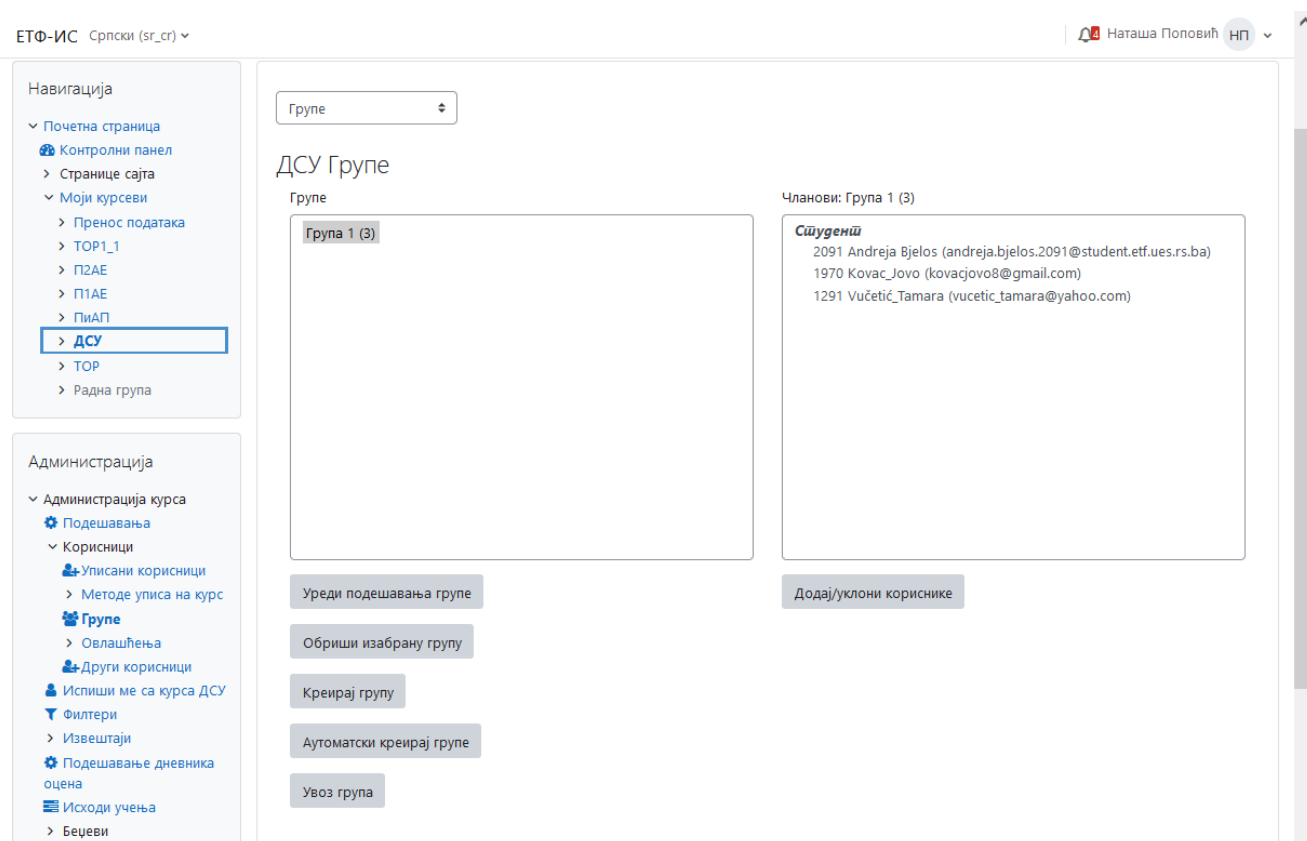 ЕТФ-ИС Српски (sr_cr)
4 Наташа Поповић НП
Навигација
Почетна страница
Контролни панел
Странице сајта
Моји курсеви
Пренос података
ТОР1_1
П2АЕ
П1АЕ
ПиАП
ДСУ
ТОР
Радна група
Администрација
Администрација курса
Подешавања
Корисници
Уписани корисници
Методе уписа на курс
Групе
Овлашћења
Други корисници
Испиши ме са курса ДСУ
Филтери
Извештаји
Подешавање дневника
оцена
Исходи учења
Беџеви
Групе
ДСУ Групе
Групе
Група 1 (3)
Уреди подешавања групе
Обриши изабрану групу
Креирај групу
Аутоматски креирај групе
Увоз група
Чланови: Група 1 (3)
Студент
2091 Andreja Bjelos (andreja.bjelos.2091@student.etf.ues.rs.ba)
1970 Kovac_Jovo (kovacjovo8@gmail.com)
1291 Vučetić_Tamara (vucetic_tamara@yahoo.com)
Додај/уклони кориснике